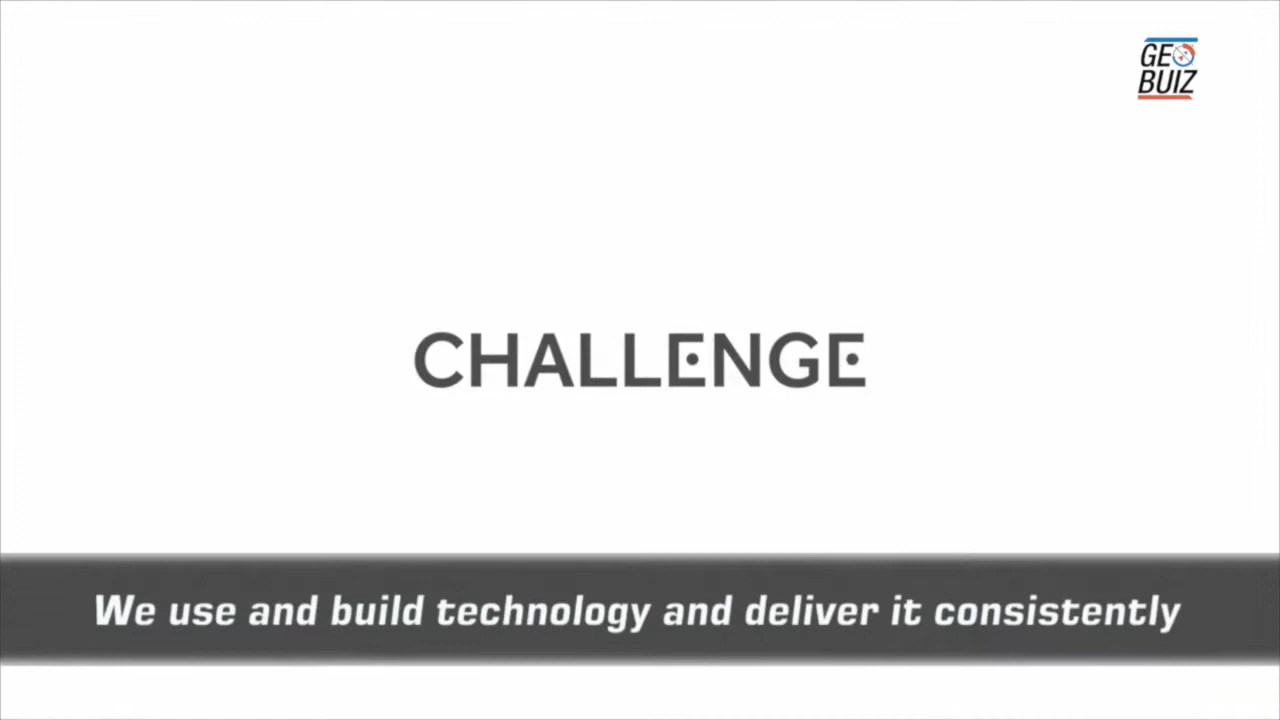 GEO
BUIZ
CHALLENGE
We use and build technology and deliver it consistently